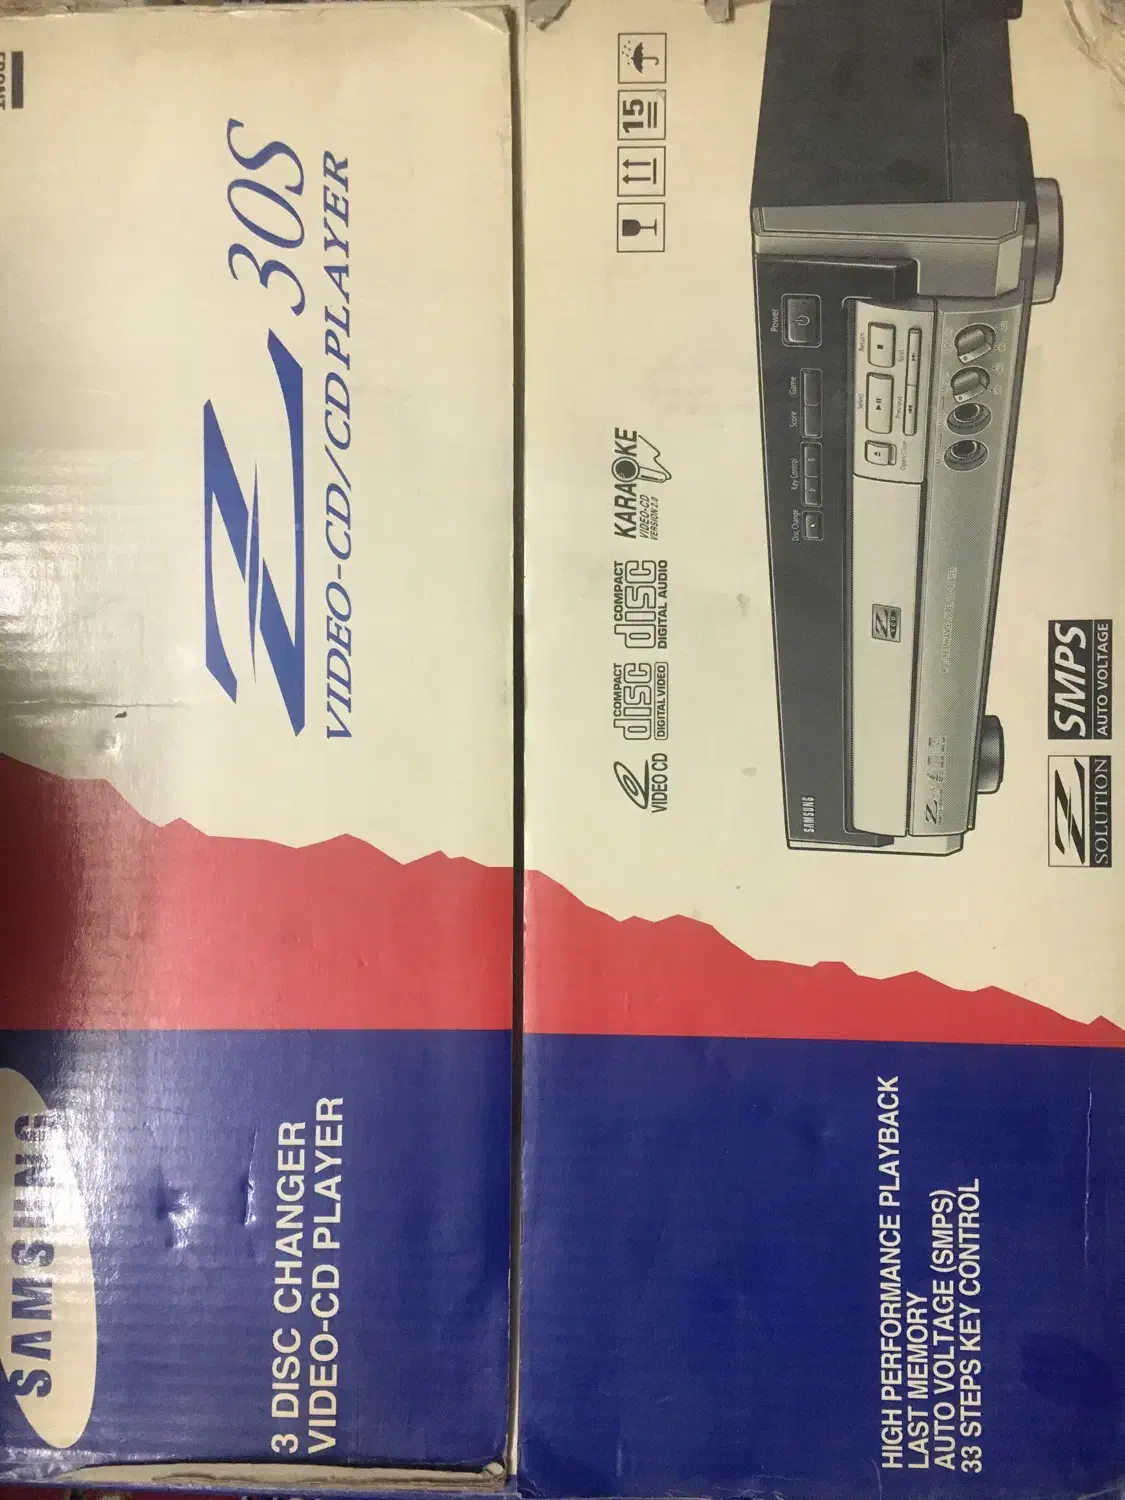 FRONT
Z 30S
VIDEO-CD/CD PLAYER
SAMSUNG
3 DISC CHANGER
VIDEO-CD PLAYER
15
VIDEO CD
COMPACT
disc
DIGITAL VIDEO
COMPACT
disc
DIGITAL AUDIO
KARAOKE
VIDEO-CD
VERSION 2.0
SAMSUNG
Disc Change
Key Control
Score
Game
Power
Open/Close
Select
Return
Previous
Next
Z
VCD
Z
SOLUTION
SMPS
AUTO VOLTAGE
HIGH PERFORMANCE PLAYBACK
LAST MEMORY
AUTO VOLTAGE (SMPS)
33 STEPS KEY CONTROL